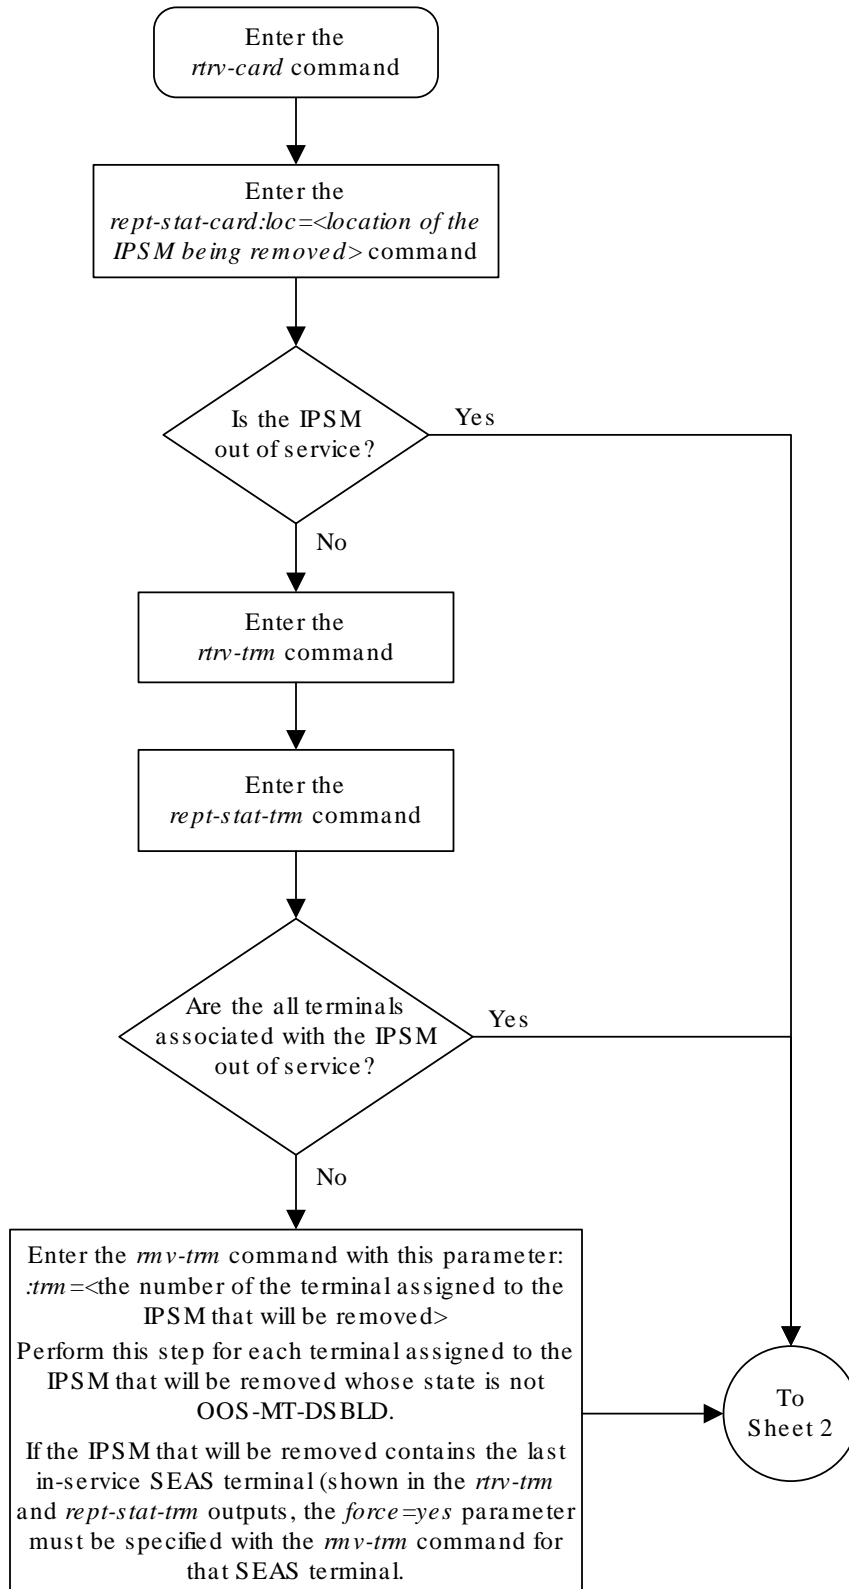 Enter the
rtrv-card command
Enter the
rept-stat-card:loc=<location of the
IPSM being removed> command
Is the IPSM
out of service?
Yes
No
Enter the
rtrv-trm command
Enter the
rept-stat-trm command
Are the all terminals
associated with the IPSM
out of service?
Yes
No
Enter the rmv-trm command with this parameter:
:trm=<the number of the terminal assigned to the
IPSM that will be removed>
Perform this step for each terminal assigned to the
IPSM that will be removed whose state is not
OOS-MT-DSBLD.
If the IPSM that will be removed contains the last
in-service SEAS terminal (shown in the rtrv-trm
and rept-stat-trm outputs, the force=yes parameter
must be specified with the rmv-trm command for
that SEAS terminal.
To
Sheet 2